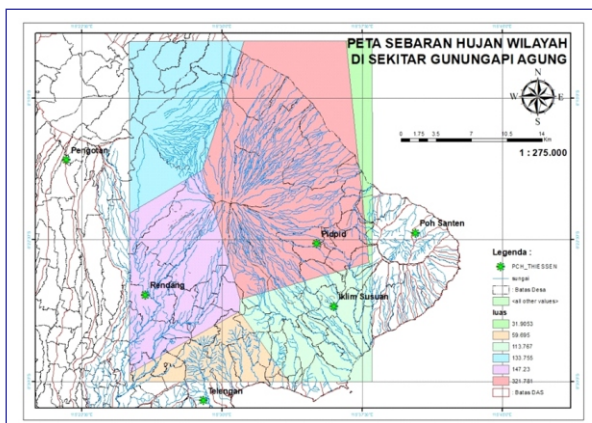 PETA SEBARAN HUJAN WILAYAH
DI SEKITAR GUNUNGAPI AGUNG
N
W E
S
0 1.75 3.5 7 10.5 14
1 : 275.000
Pengotan
Poh Santen
Pidpid
Rendang
Iklim Susuan
Telengan
Legenda :
PCH_THIESSEN
sungai
: Batas Desa
<all other values>
luas
31.9053
59.695
113.767
133.755
147.23
321.781
: Batas DAS